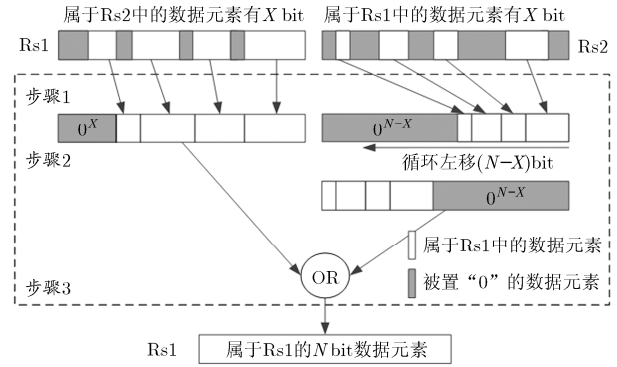 属于Rs2中的数据元素有X bit
属于Rs1中的数据元素有X bit
Rs1
Rs2
步骤1
0^X
0^{N−X}
步骤2
循环左移(N−X)bit
0^{N−X}
属于Rs1中的数据元素
OR
被置“0”的数据元素
步骤3
Rs1
属于Rs1的N bit数据元素